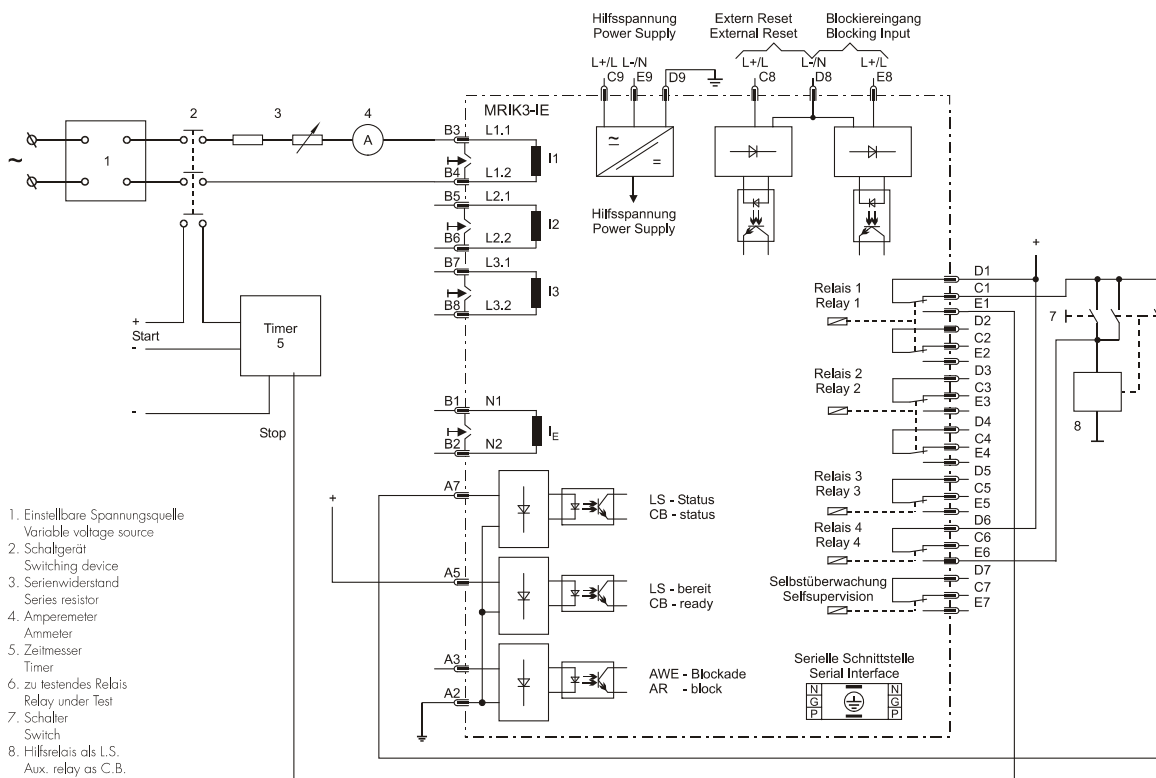 Hilfsspannung
Power Supply
Extern Reset
External Reset
Blockiereingang
Blocking Input
L+/L L-/N
C9 E9 D9
L+/L L-/N L+/L
C8 D8 E8
MRIK3-IE
2 3 4
1
A
~
B3 L1.1
B4 L1.2
I1
B5 L2.1
B6 L2.2
I2
B7 L3.1
B8 L3.2
I3
≃
=
Hilfsspannung
Power Supply
+
Start
-
Timer
5
-
Stop
B1 N1
B2 N2
IE
Relais 1
Relay 1
Relais 2
Relay 2
Relais 3
Relay 3
Relais 4
Relay 4
Selbstüberwachung
Selfsupervision
D1
C1
E1
D2
C2
E2
D3
C3
E3
D4
C4
E4
D5
C5
E5
D6
C6
E6
D7
C7
E7
+
7
8
+
A7
LS - Status
CB - status
A5
LS - bereit
CB - ready
A3
A2
AWE - Blockade
AR - block
Serielle Schnittstelle
Serial Interface
N N
G G
P P
1. Einstellbare Spannungsquelle
Variable voltage source
2. Schaltgerät
Switching device
3. Serienwiderstand
Series resistor
4. Amperemeter
Ammeter
5. Zeitmesser
Timer
6. zu testendes Relais
Relay under Test
7. Schalter
Switch
8. Hilfsrelais als L.S.
Aux. relay as C.B.